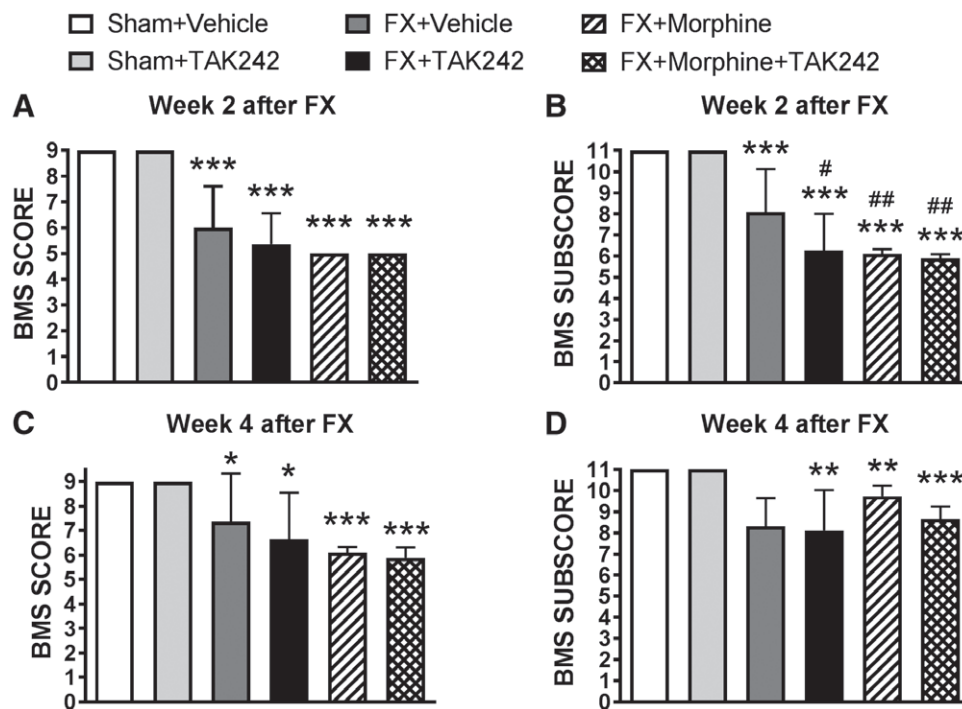 Sham+Vehicle FX+Vehicle FX+Morphine
Sham+TAK242 FX+TAK242 FX+Morphine+TAK242
A Week 2 after FX
BMS SCORE
9
8
7
6
5
4
3
2
1
0
*** *** *** ***
B Week 2 after FX
BMS SUBSCORE
11
10
9
8
7
6
5
4
3
2
1
0
# ## ##
*** *** *** ***
C Week 4 after FX
BMS SCORE
9
8
7
6
5
4
3
2
1
0
* * *** ***
D Week 4 after FX
BMS SUBSCORE
11
10
9
8
7
6
5
4
3
2
1
0
** ** ***